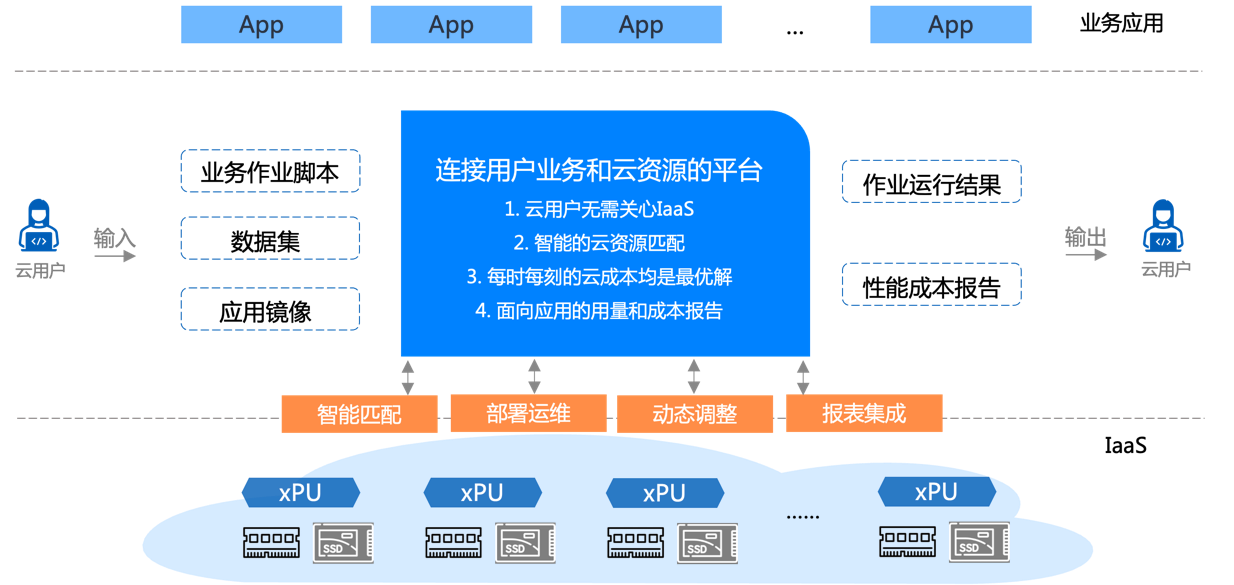 App
App
App
...
App
业务应用
连接用户业务和云资源的平台
1. 云用户无需关心IaaS
2. 智能的云资源匹配
3. 每时每刻的云成本均是最优解
4. 面向应用的用量和成本报告
业务作业脚本
数据集
应用镜像
</>
云用户
输入
作业运行结果
性能成本报告
输出
</>
云用户
智能匹配
部署运维
动态调整
报表集成
IaaS
xPU
xPU
xPU
......
xPU
SSD
SSD
SSD
SSD